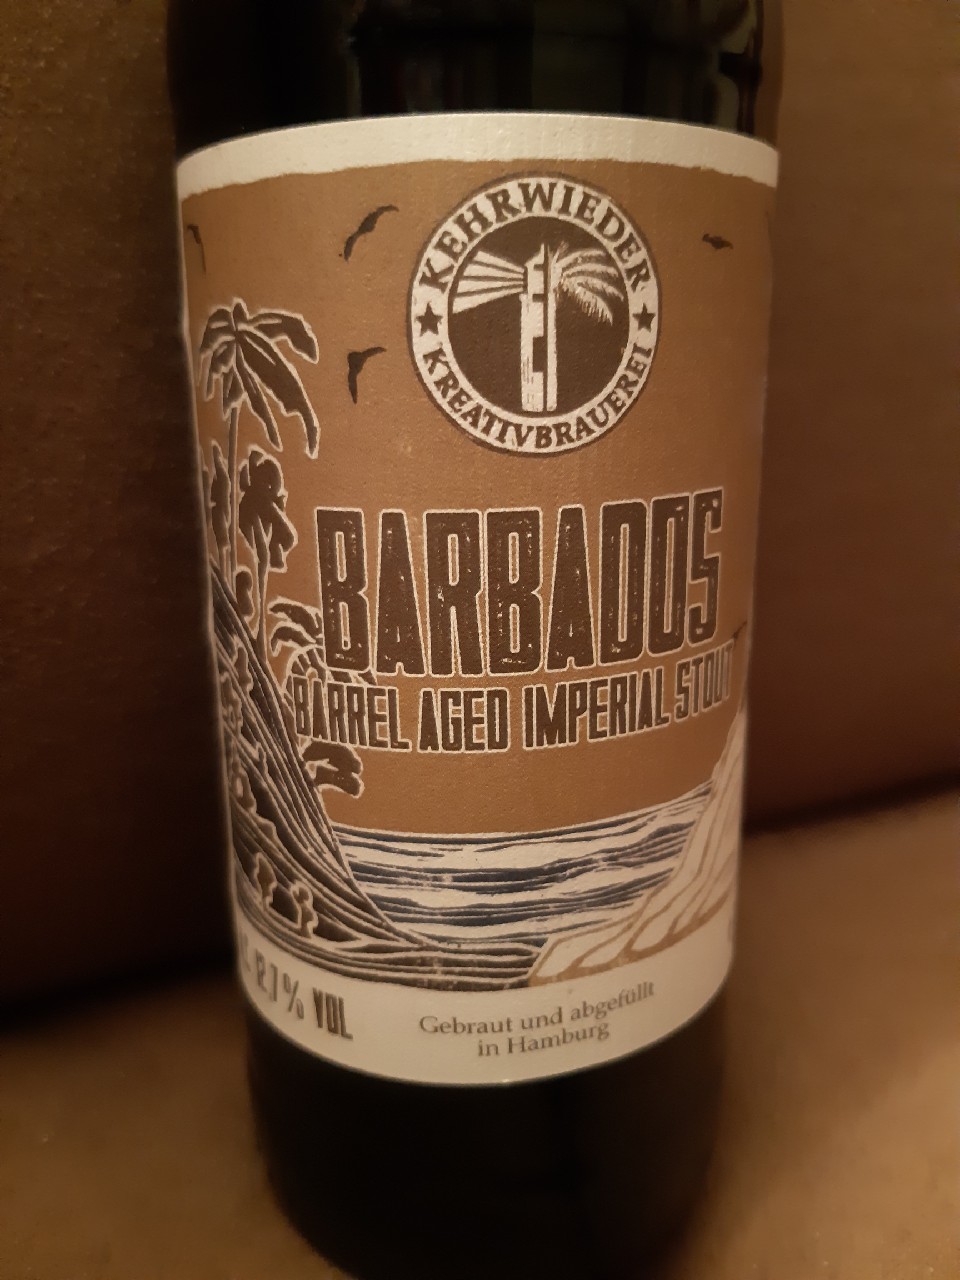 KEHRWIEDER
KREATIVBRAUEREI
BARBADOS
BARREL AGED IMPERIAL STOUT
% VOL
Gebraut und abgefüllt
in Hamburg